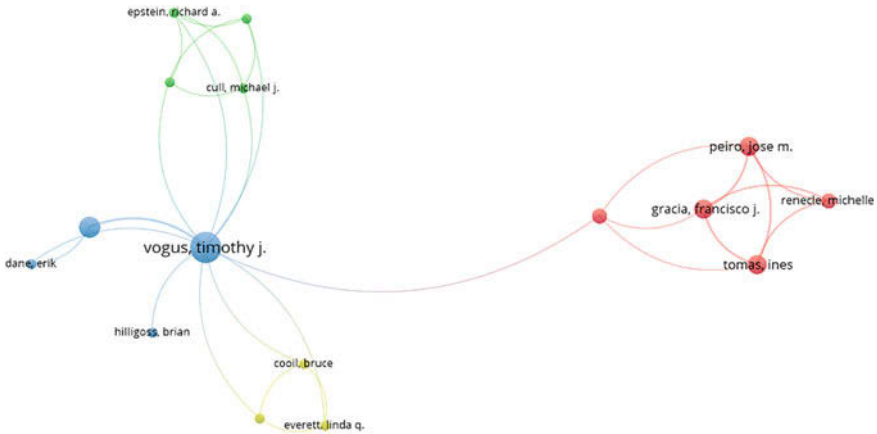 epstein, richard a.
cull, michael j.
peiro, jose m.
renecle, michelle
gracia, francisco j.
vogus, timothy j.
dane, erik
tomas, ines
hilligoss, brian
cooil, bruce
everett, linda q.